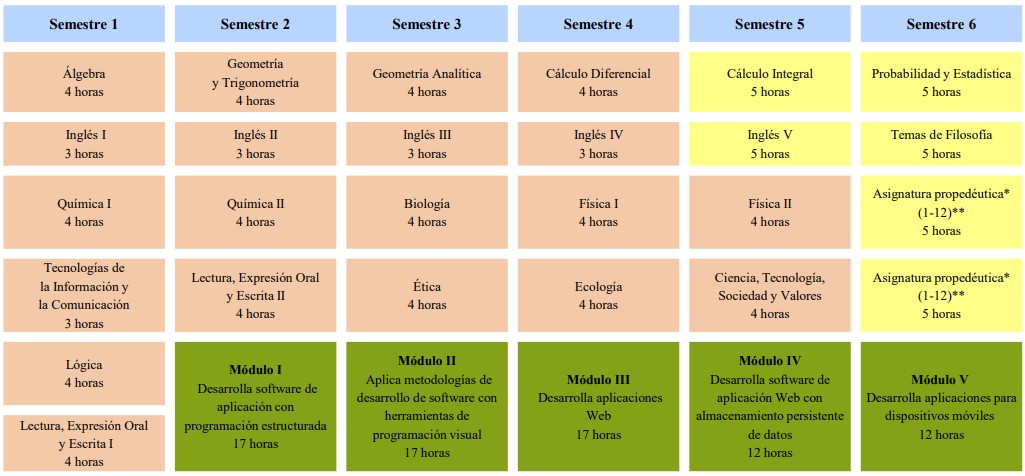 Semestre 1
Semestre 2
Semestre 3
Semestre 4
Semestre 5
Semestre 6
Álgebra
4 horas
Geometría
y Trigonometría
4 horas
Geometría Analítica
4 horas
Cálculo Diferencial
4 horas
Cálculo Integral
5 horas
Probabilidad y Estadística
5 horas
Inglés I
3 horas
Inglés II
3 horas
Inglés III
3 horas
Inglés IV
3 horas
Inglés V
5 horas
Temas de Filosofía
5 horas
Química I
4 horas
Química II
4 horas
Biología
4 horas
Física I
4 horas
Física II
4 horas
Asignatura propedéutica*
(1-12)**
5 horas
Tecnologías de
la Información y
la Comunicación
3 horas
Lectura, Expresión Oral
y Escrita II
4 horas
Ética
4 horas
Ecología
4 horas
Ciencia, Tecnología,
Sociedad y Valores
4 horas
Asignatura propedéutica*
(1-12)**
5 horas
Lógica
4 horas
Lectura, Expresión Oral
y Escrita I
4 horas
Módulo I
Desarrolla software de
aplicación con
programación estructurada
17 horas
Módulo II
Aplica metodologías de
desarrollo de software con
herramientas de
programación visual
17 horas
Módulo III
Desarrolla aplicaciones
Web
17 horas
Módulo IV
Desarrolla software de
aplicación Web con
almacenamiento persistente
de datos
12 horas
Módulo V
Desarrolla aplicaciones para
dispositivos móviles
12 horas